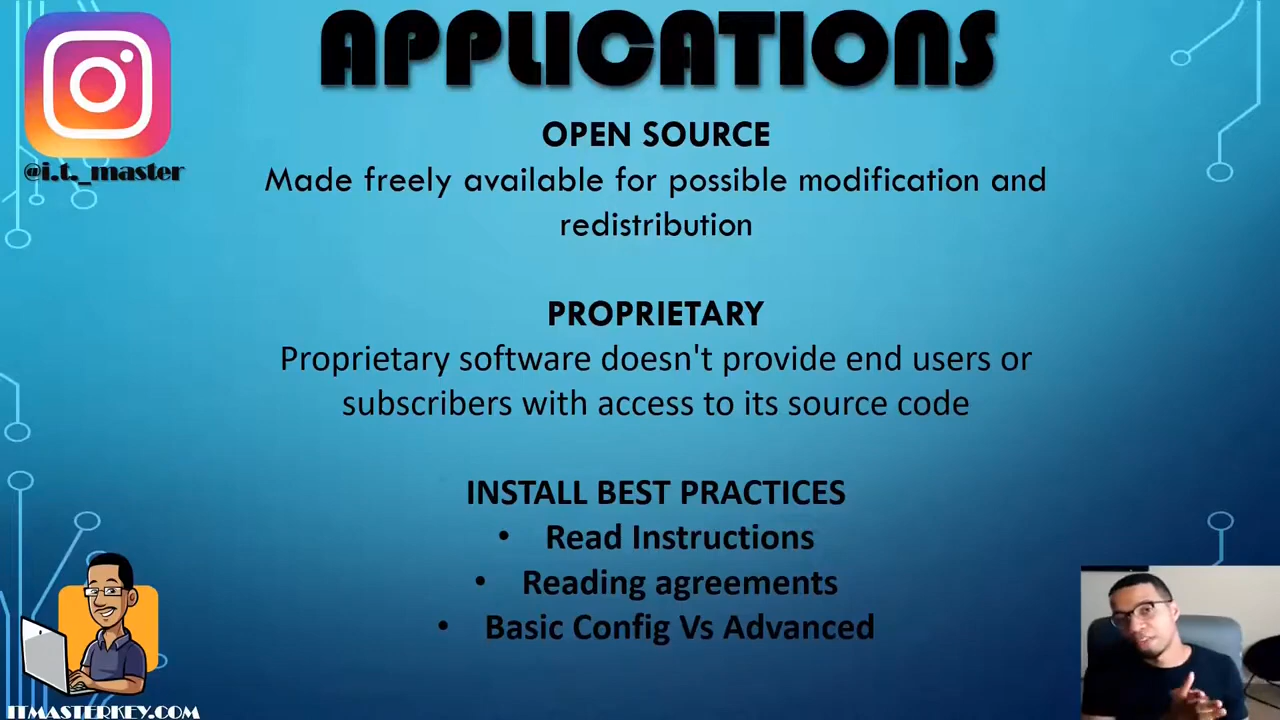 APPLICATIONS
@i.t._master
OPEN SOURCE
Made freely available for possible modification and
redistribution
PROPRIETARY
Proprietary software doesn't provide end users or
subscribers with access to its source code
INSTALL BEST PRACTICES
• Read Instructions
• Reading agreements
• Basic Config Vs Advanced
ITMASTERKEY.COM